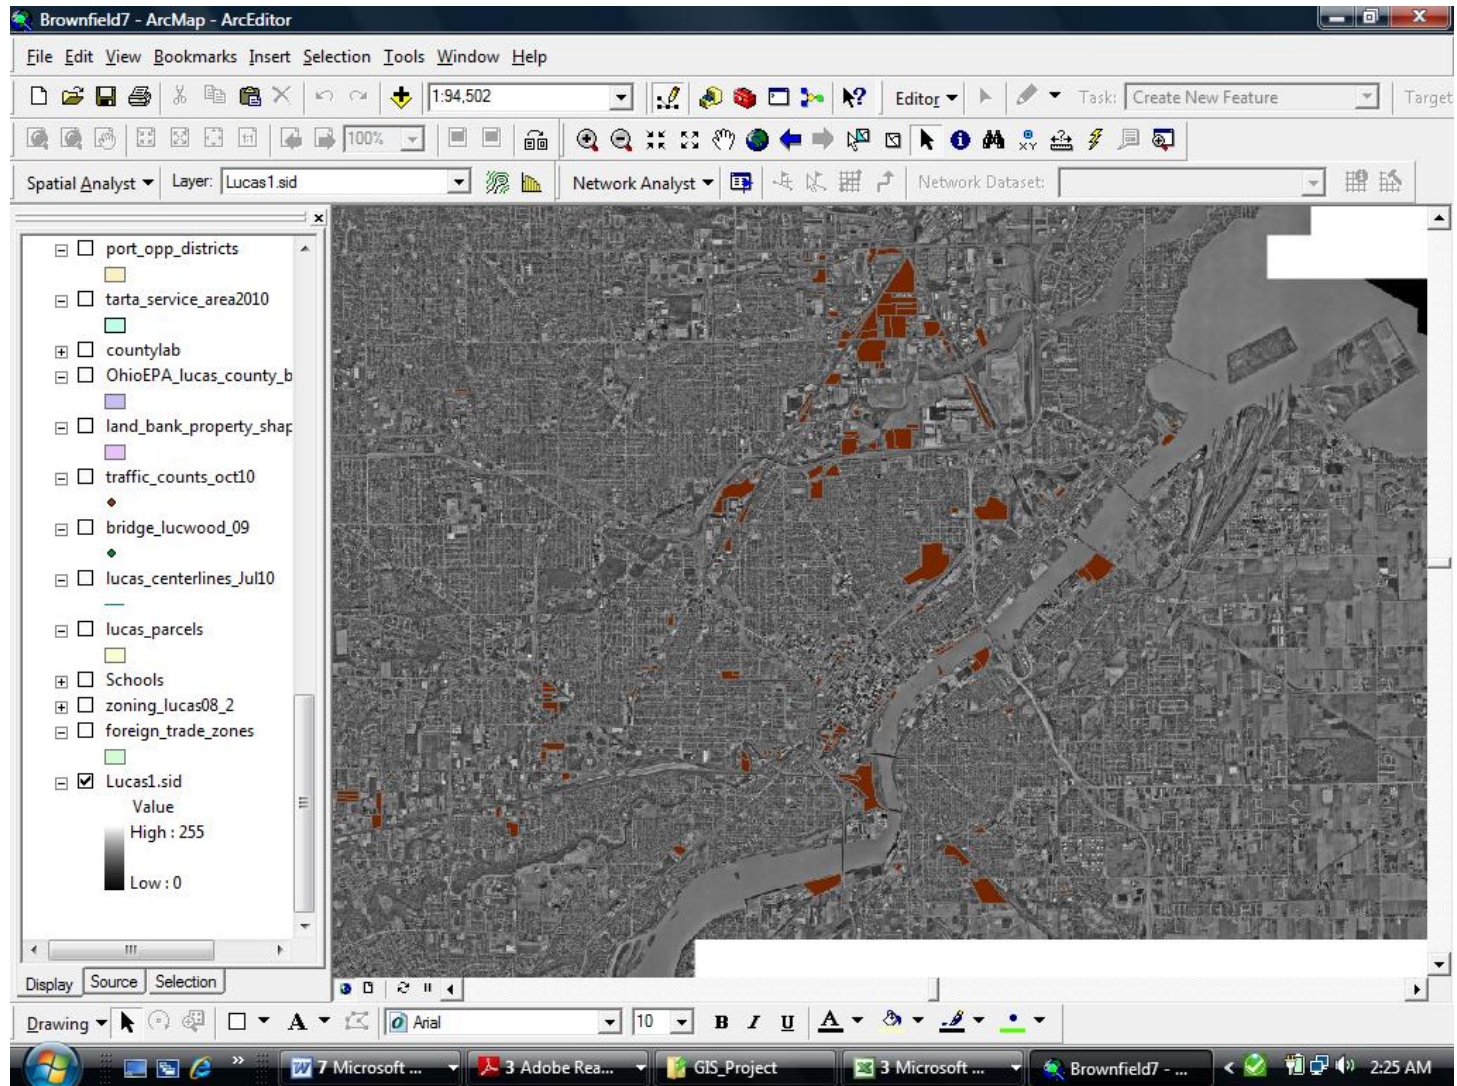 Brownfield7 - ArcMap - ArcEditor
File Edit View Bookmarks Insert Selection Tools Window Help
1:94,502 Editor Task: Create New Feature Target
100%
Spatial Analyst Layer: Lucas1.sid Network Analyst Network Dataset:
port_opp_districts
tarta_service_area2010
countylab
OhioEPA_lucas_county_b
land_bank_property_shap
traffic_counts_oct10
bridge_lucwood_09
lucas_centerlines_Jul10
lucas_parcels
Schools
zoning_lucas08_2
foreign_trade_zones
Lucas1.sid
Value
High : 255
Low : 0
Display Source Selection
Drawing A Arial 10 B I U A
7 Microsoft ... 3 Adobe Rea... GIS_Project 3 Microsoft ... Brownfield7 - ... 2:25 AM